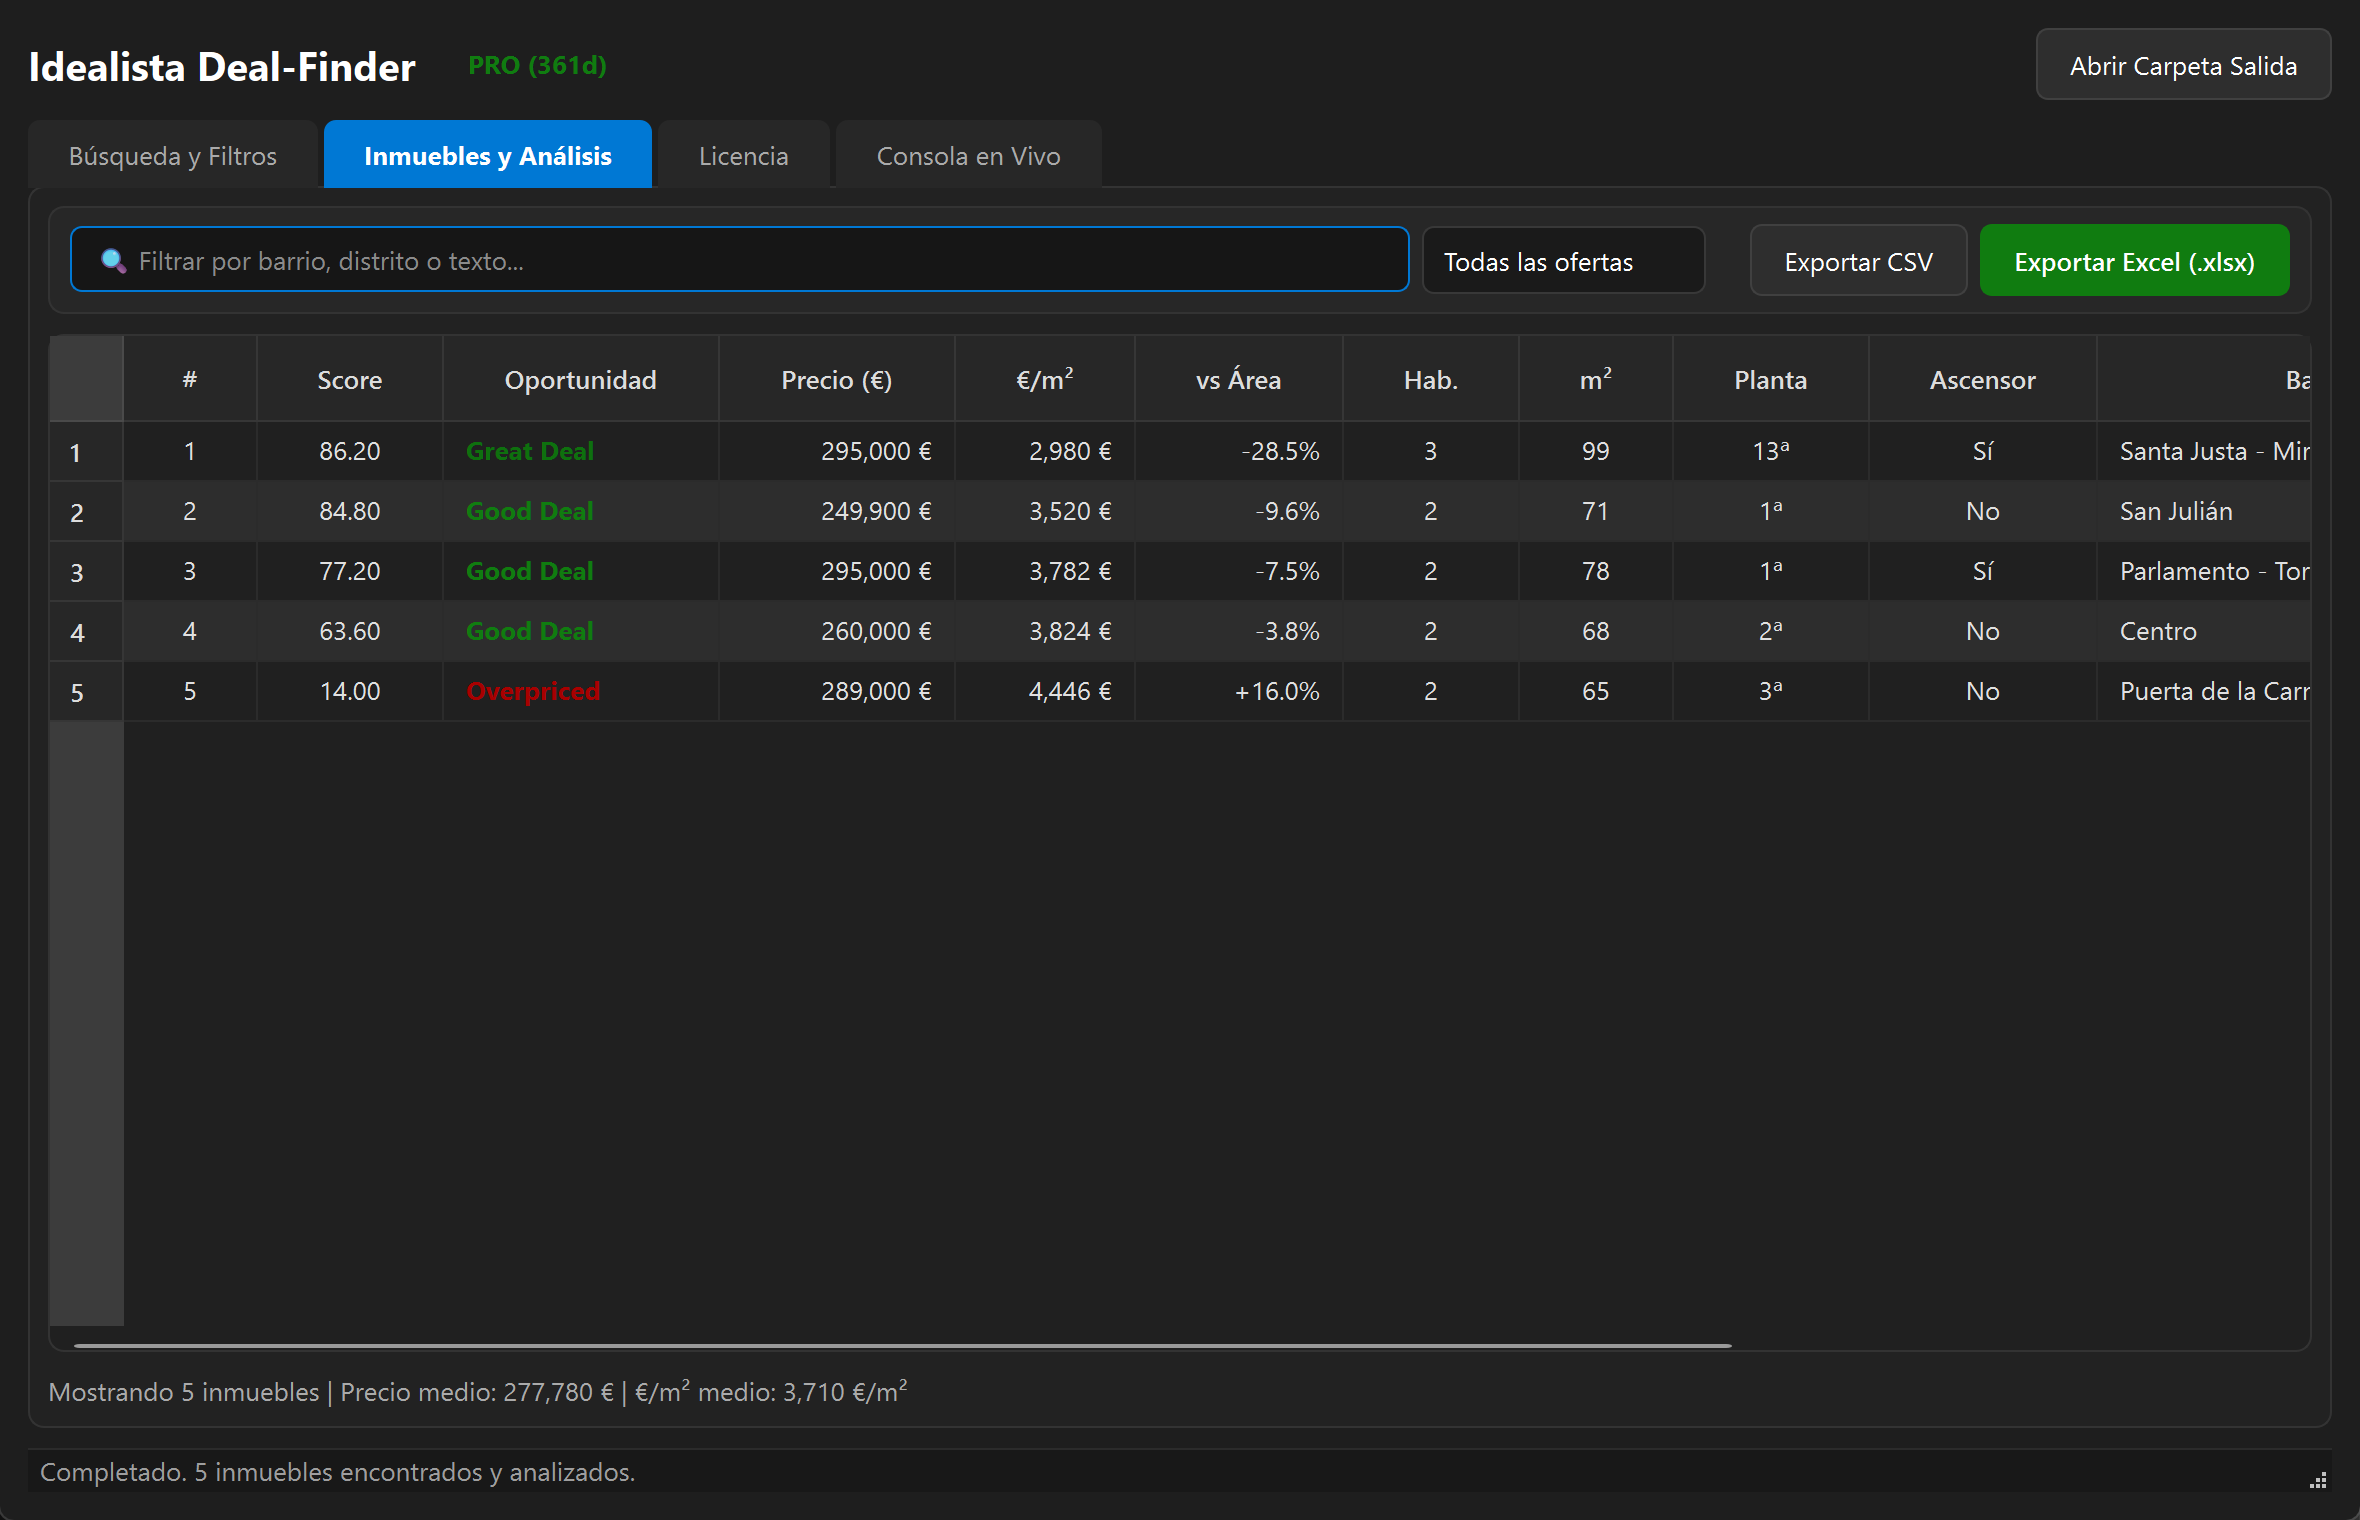 Idealista Deal-Finder PRO (361d) Abrir Carpeta Salida
Búsqueda y Filtros Inmuebles y Análisis Licencia Consola en Vivo
🔍 Filtrar por barrio, distrito o texto... Todas las ofertas Exportar CSV Exportar Excel (.xlsx)
# Score Oportunidad Precio (€) €/m² vs Área Hab. m² Planta Ascensor Ba
1 1 86.20 Great Deal 295,000 € 2,980 € -28.5% 3 99 13ª Sí Santa Justa - Mir
2 2 84.80 Good Deal 249,900 € 3,520 € -9.6% 2 71 1ª No San Julián
3 3 77.20 Good Deal 295,000 € 3,782 € -7.5% 2 78 1ª Sí Parlamento - Tor
4 4 63.60 Good Deal 260,000 € 3,824 € -3.8% 2 68 2ª No Centro
5 5 14.00 Overpriced 289,000 € 4,446 € +16.0% 2 65 3ª No Puerta de la Carr
Mostrando 5 inmuebles | Precio medio: 277,780 € | €/m² medio: 3,710 €/m²
Completado. 5 inmuebles encontrados y analizados.